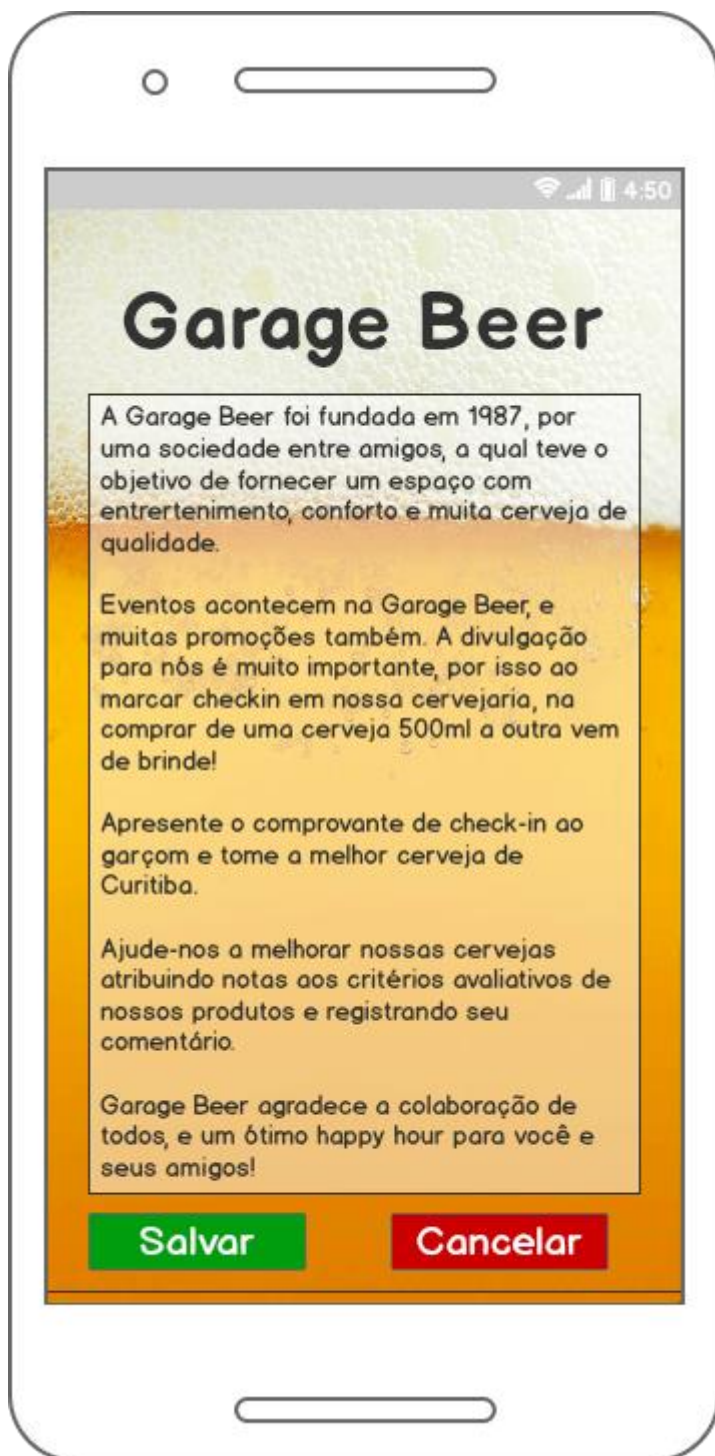 4:50
Garage Beer
A Garage Beer foi fundada em 1987, por
uma sociedade entre amigos, a qual teve o
objetivo de fornecer um espaço com
entrertenimento, conforto e muita cerveja de
qualidade.
Eventos acontecem na Garage Beer, e
muitas promoções também. A divulgação
para nós é muito importante, por isso ao
marcar checkin em nossa cervejaria, na
comprar de uma cerveja 500ml a outra vem
de brinde!
Apresente o comprovante de check-in ao
garçom e tome a melhor cerveja de
Curitiba.
Ajude-nos a melhorar nossas cervejas
atribuindo notas aos critérios avaliativos de
nossos produtos e registrando seu
comentário.
Garage Beer agradece a colaboração de
todos, e um ótimo happy hour para você e
seus amigos!
Salvar Cancelar